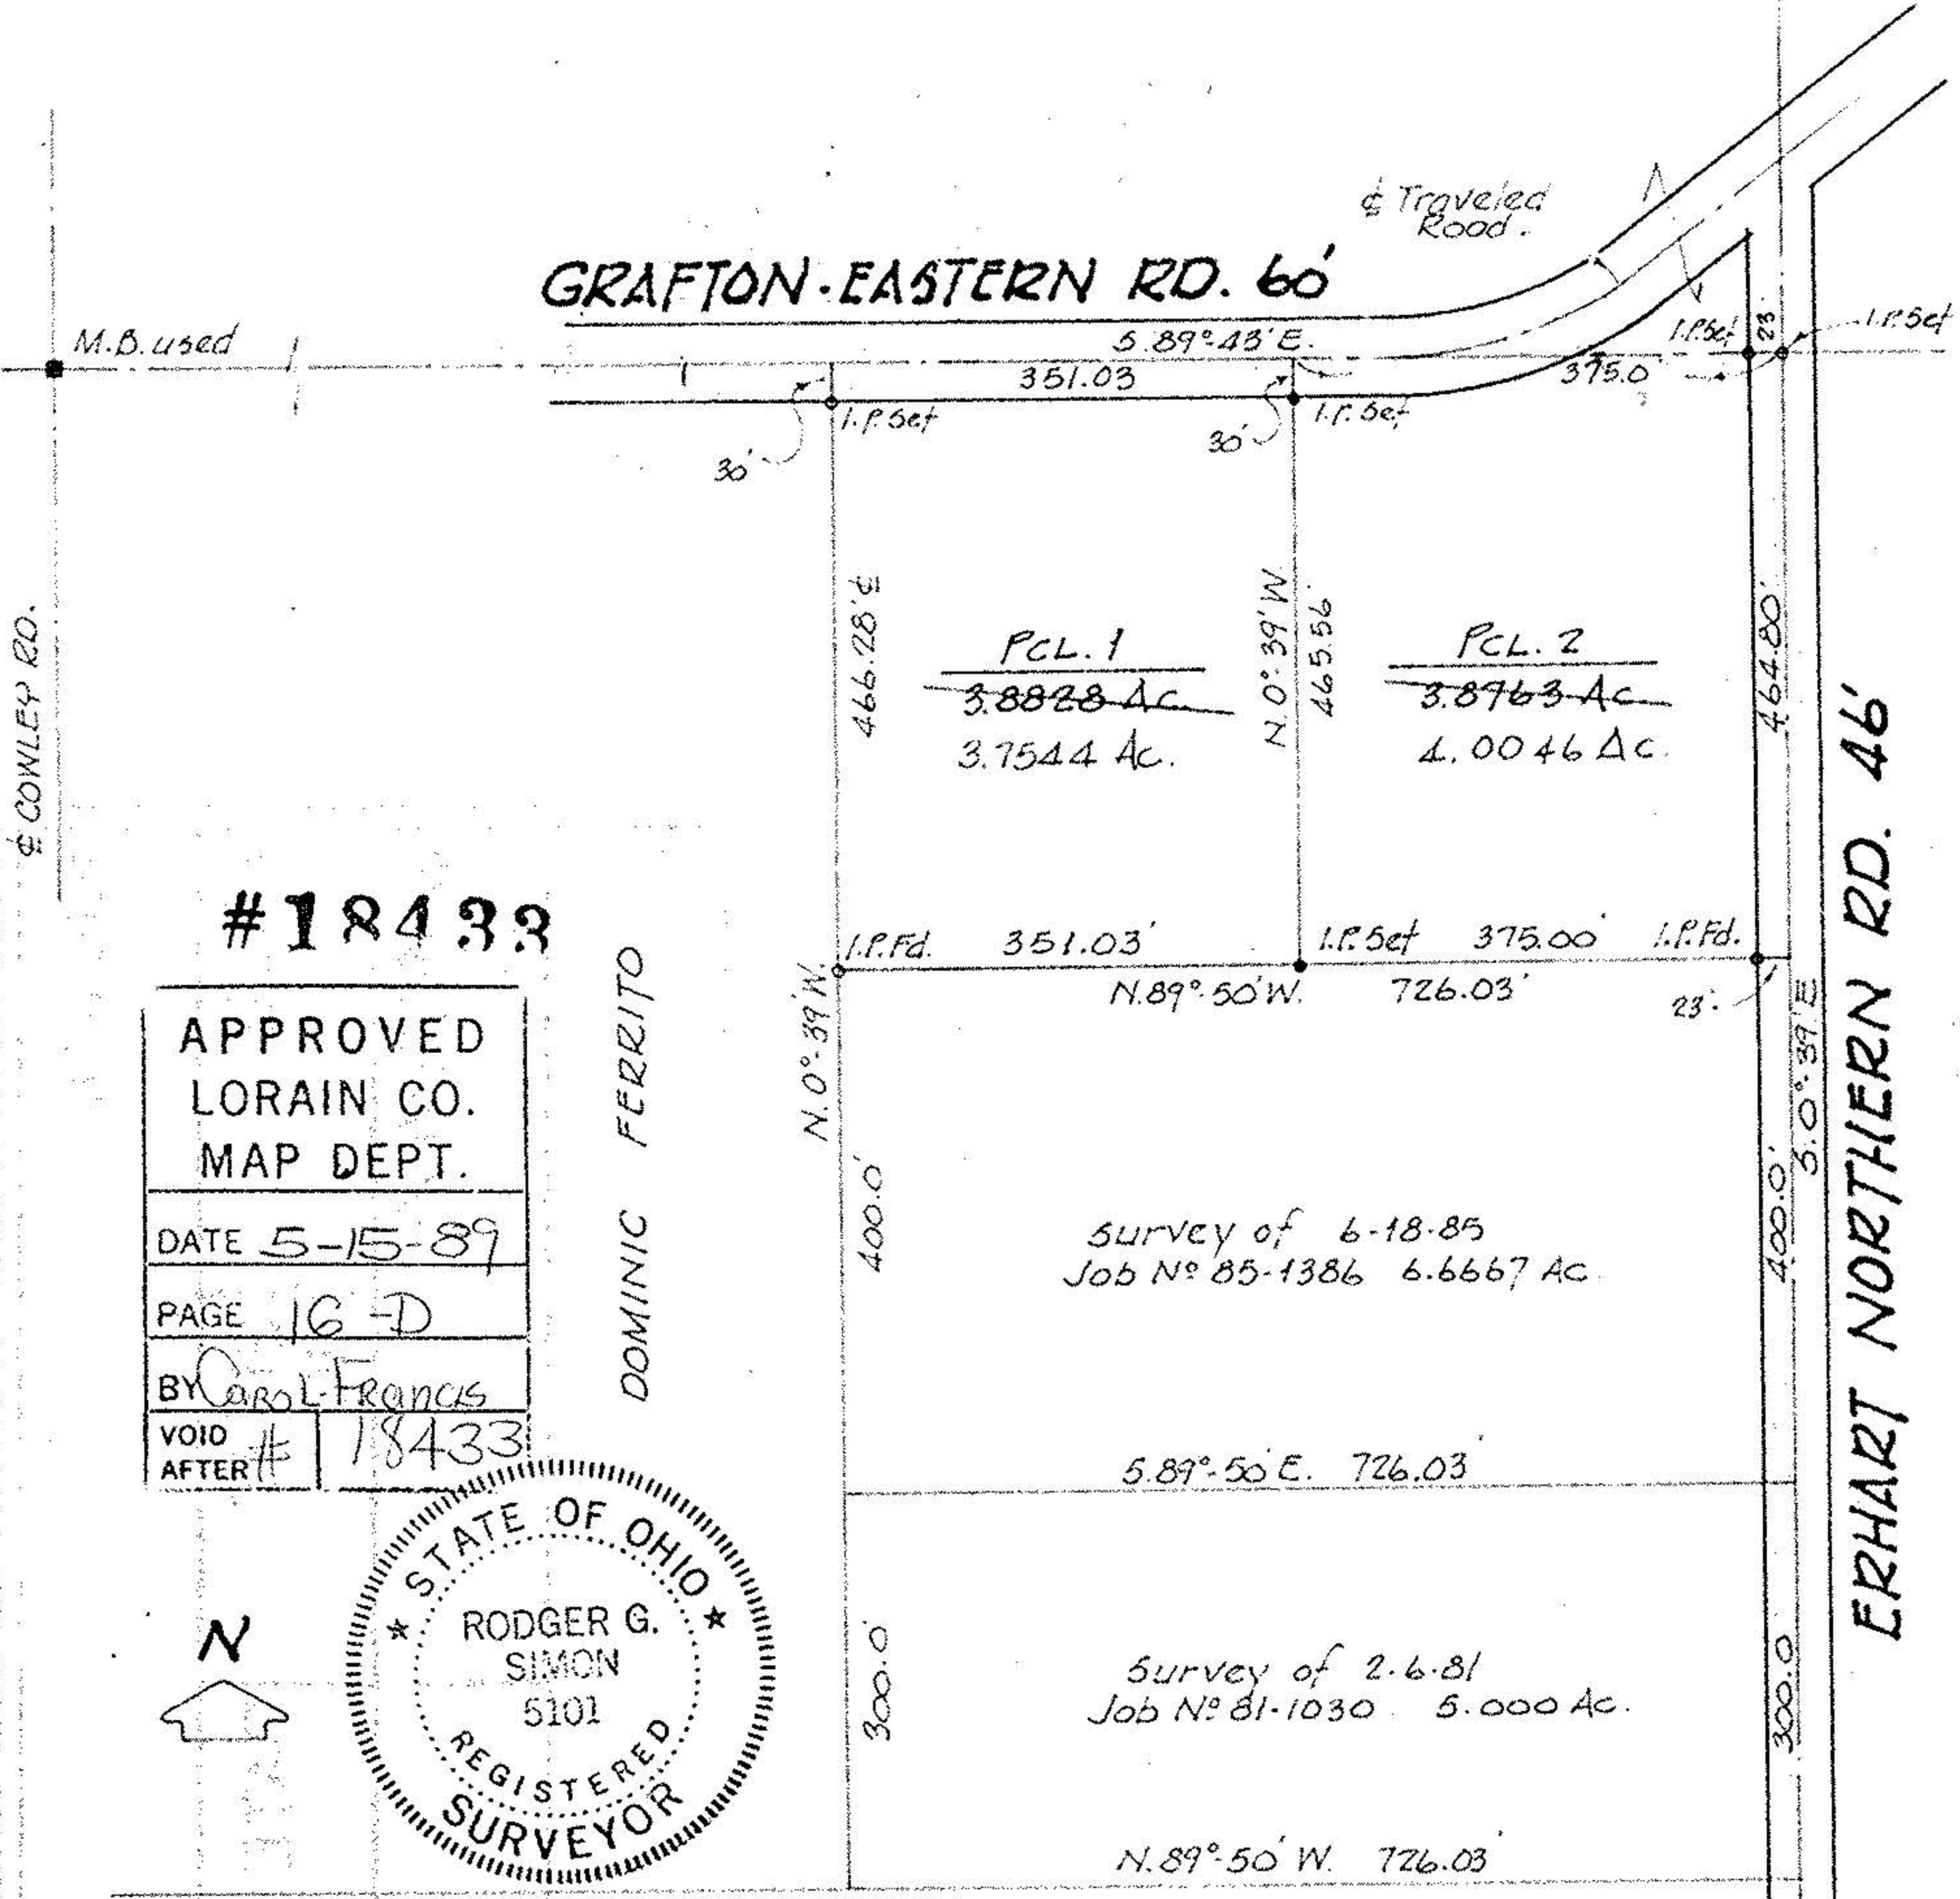 ℄ Traveled
Road.
GRAFTON-EASTERN RD. 60'
M.B. used
S.89°-43'E.
351.03
375.0'
I.P.Set
23'
I.P.Set
30'
I.P.Set
30'
I.P.Set
℄ COWLEY RD.
466.28'℄
PCL. 1
3.8828 Ac.
3.7544 Ac.
N.0°-39'W.
465.56'
PCL. 2
3.8763 Ac
4.0046 Ac.
464.80'
ERHART NORTHERN RD. 46'
#18433
I.P.Fd.
351.03'
I.P.Set
375.00'
I.P.Fd.
N.89°-50'W.
726.03'
23'
N.0°-39'W.
S.0°-39'E
APPROVED
LORAIN CO.
MAP DEPT.
DATE 5-15-89
PAGE 16-D
BY Carol Francis
VOID
AFTER # 18433
DOMINIC FERRITO
400.0'
Survey of 6-18-85
Job Nº 85-1386 6.6667 Ac.
400.0'
S.89°-50'E. 726.03'
STATE OF OHIO
RODGER G.
SIMON
5101
REGISTERED
SURVEYOR
N
300.0'
Survey of 2-6-81
Job Nº 81-1030 5.000 Ac.
300.0
N.89°-50'W. 726.03'